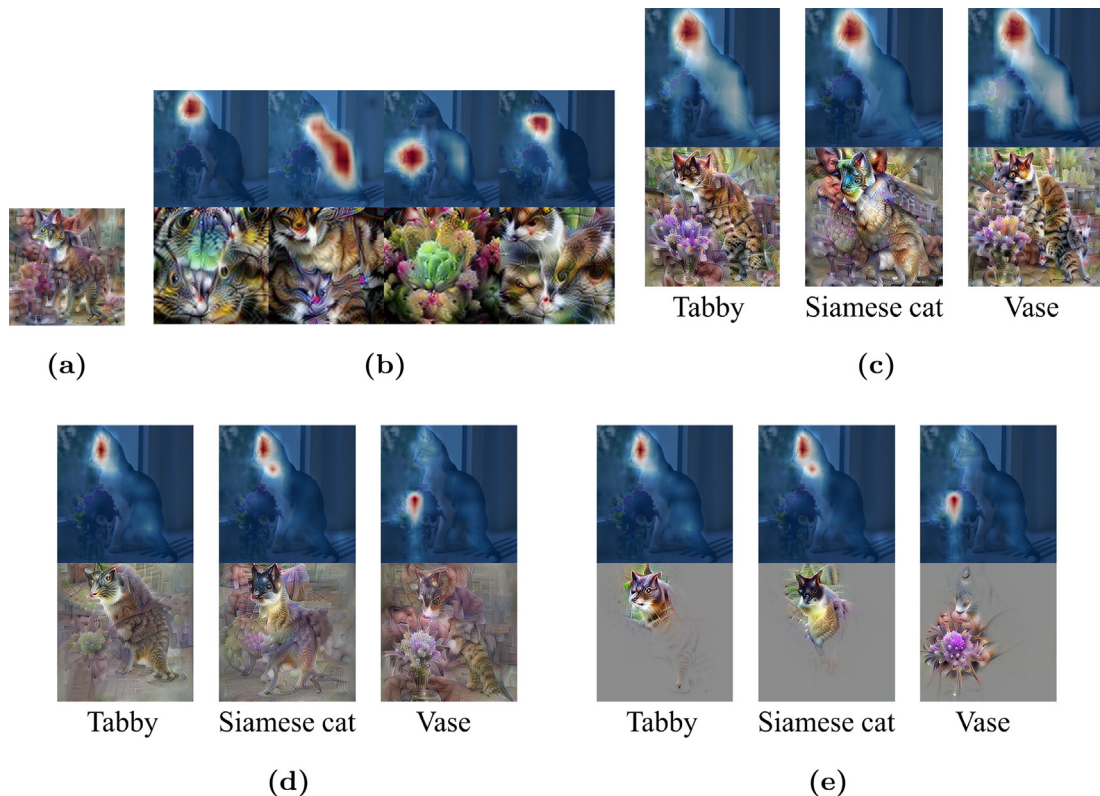 Tabby Siamese cat Vase
(a) (b) (c)
Tabby Siamese cat Vase Tabby Siamese cat Vase
(d) (e)